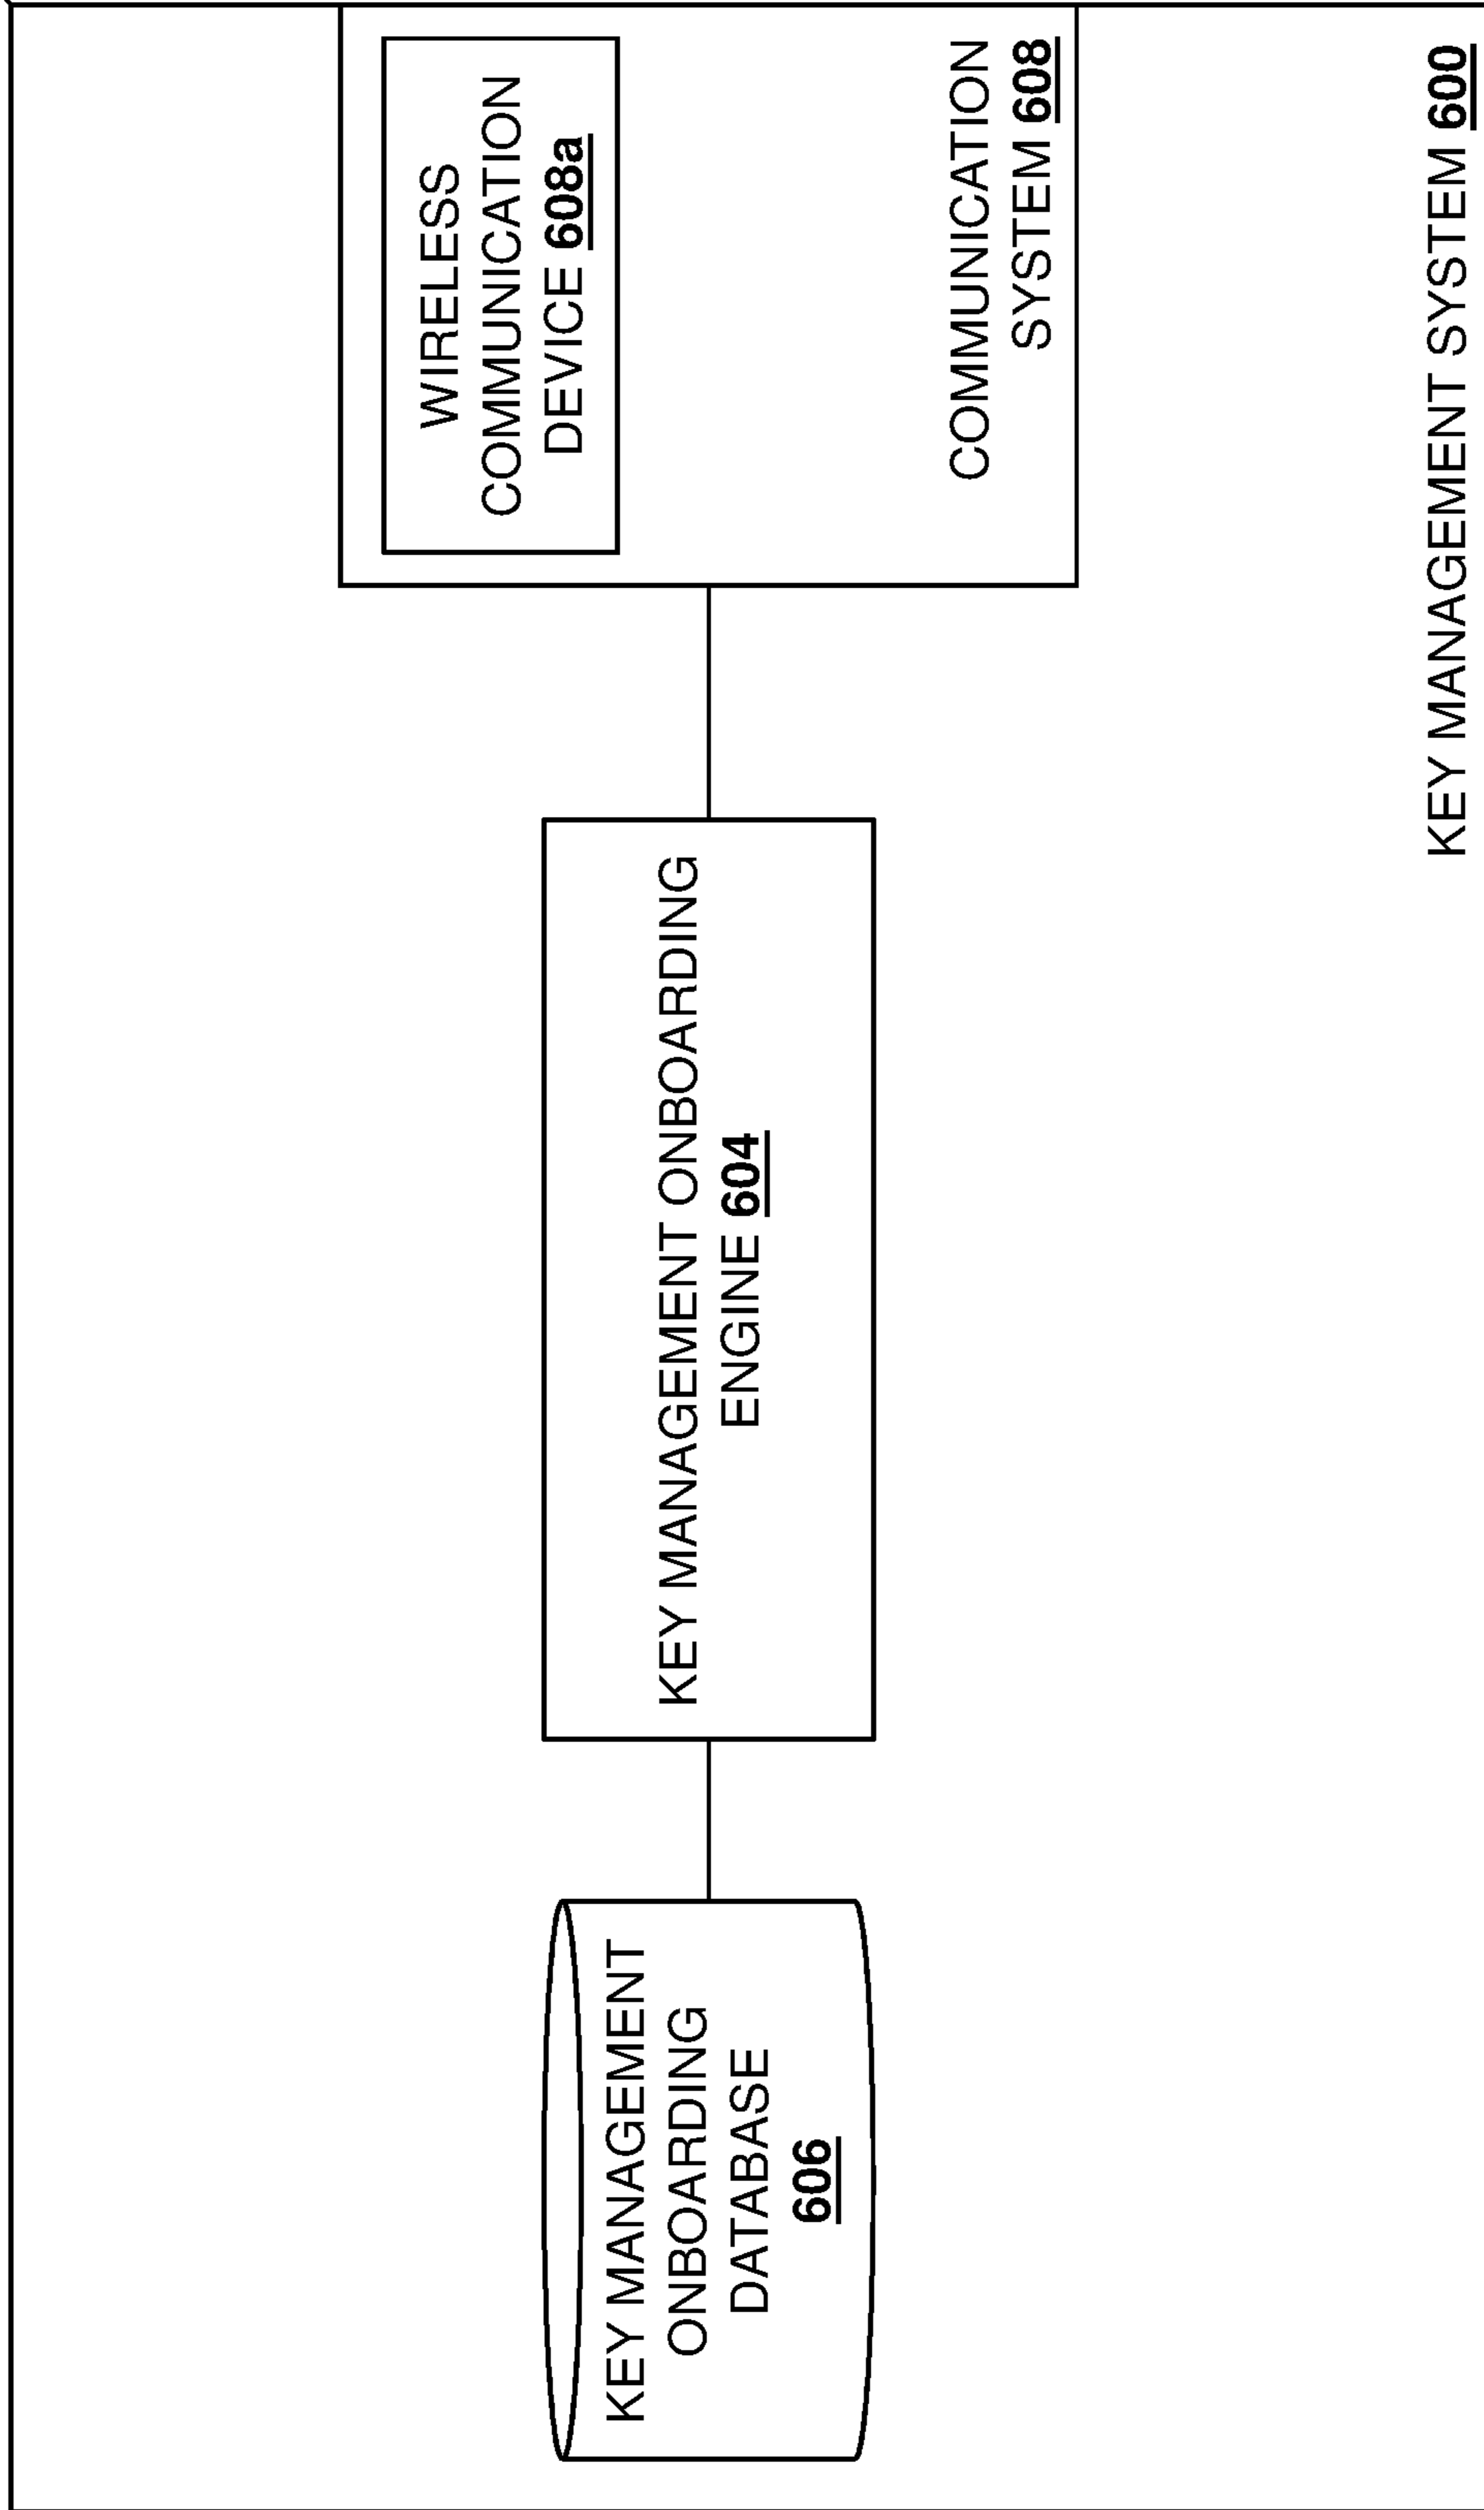 KEY MANAGEMENT
ONBOARDING
DATABASE
606
KEY MANAGEMENT ONBOARDING
ENGINE 604
WIRELESS
COMMUNICATION
DEVICE 608a
COMMUNICATION
SYSTEM 608
KEY MANAGEMENT SYSTEM 600